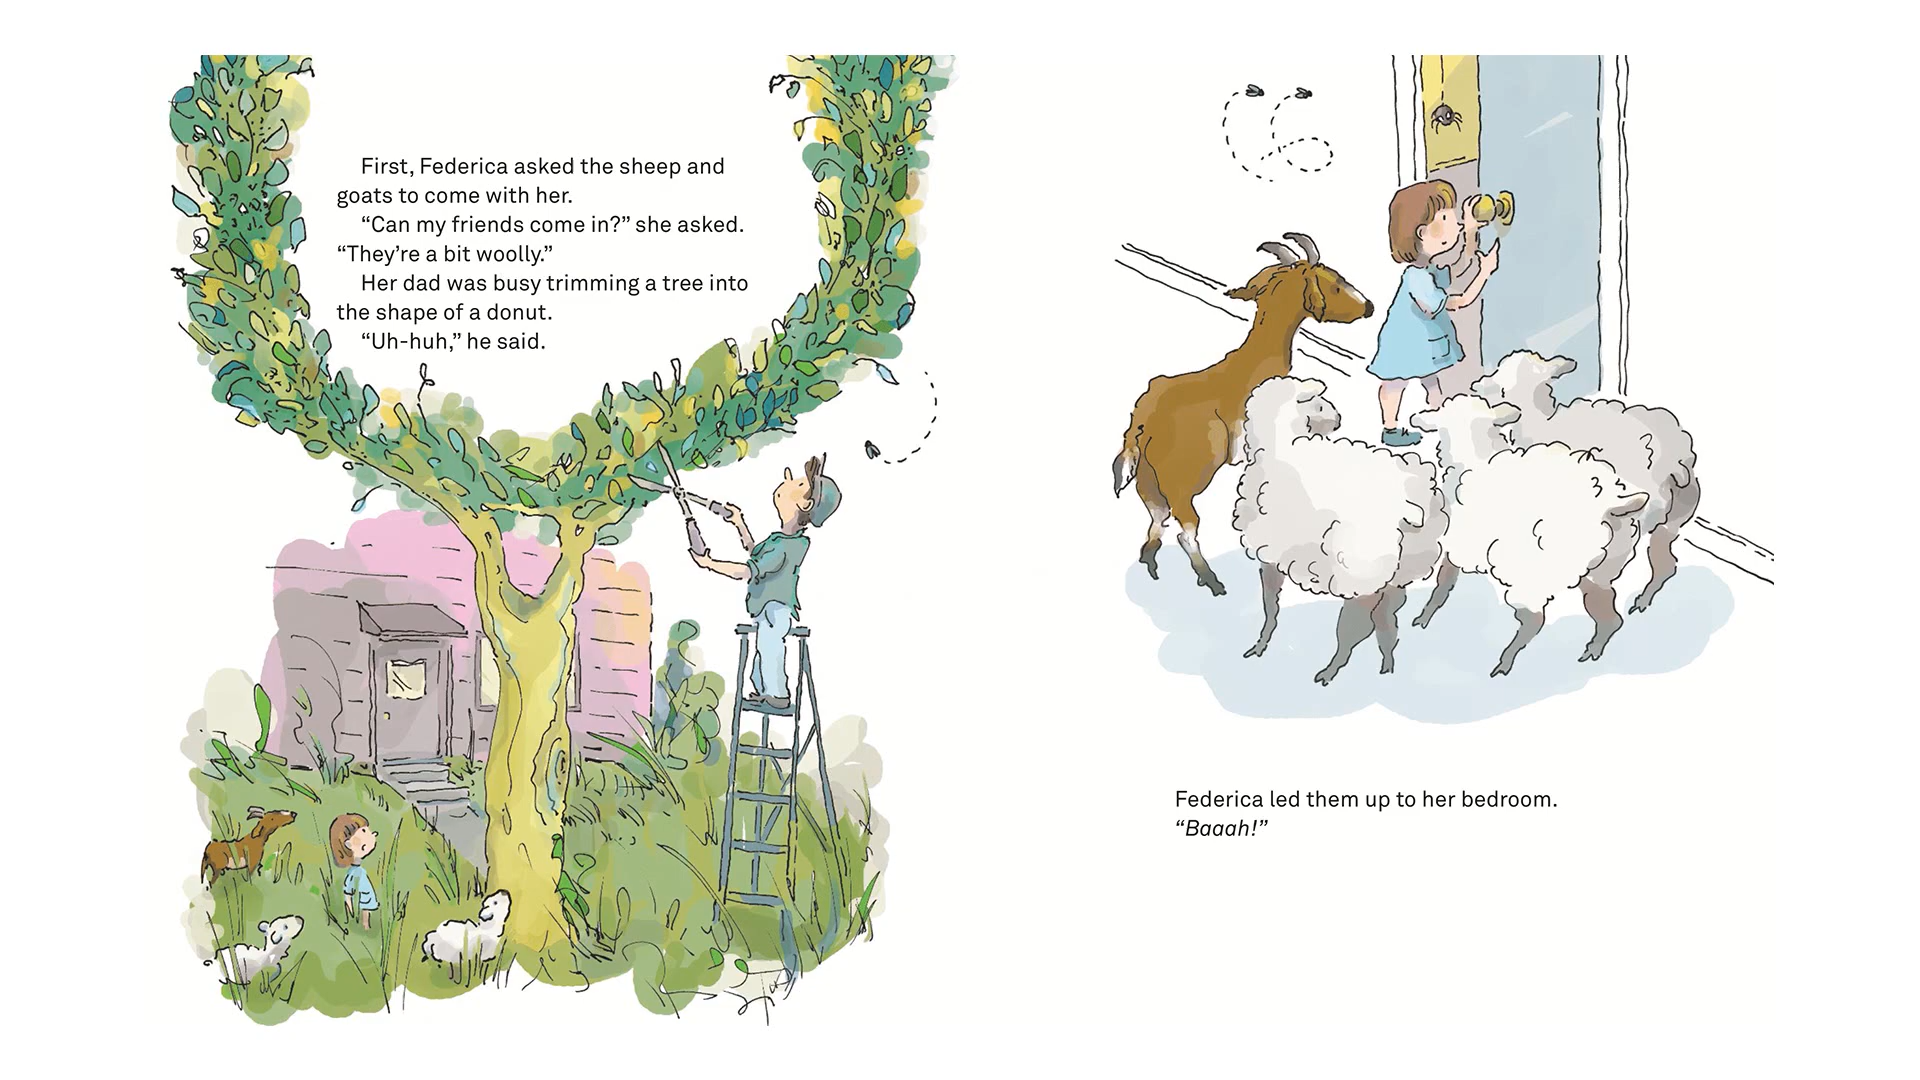 First, Federica asked the sheep and
goats to come with her.
“Can my friends come in?” she asked.
“They’re a bit woolly.”
Her dad was busy trimming a tree into
the shape of a donut.
“Uh-huh,” he said.
Federica led them up to her bedroom.
“Baaah!”